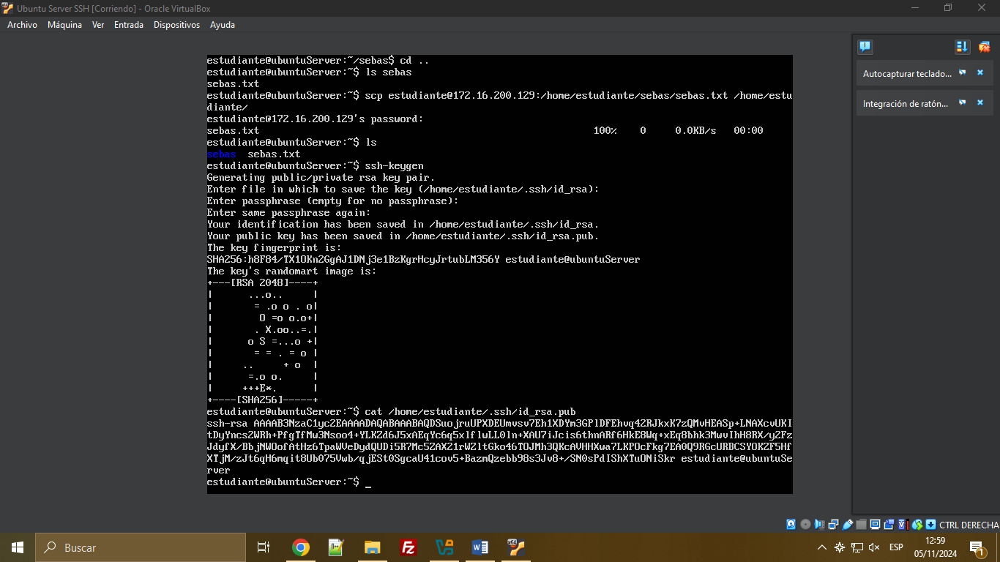 Ubuntu Server SSH [Corriendo] - Oracle VirtualBox
Archivo Máquina Ver Entrada Dispositivos Ayuda
estudiante@ubuntuServer:~/sebas$ cd ..
estudiante@ubuntuServer:~$ ls sebas
sebas.txt
estudiante@ubuntuServer:~$ scp estudiante@172.16.200.129:/home/estudiante/sebas/sebas.txt /home/estu
diante/
estudiante@172.16.200.129's password:
sebas.txt 100% 0 0.0KB/s 00:00
estudiante@ubuntuServer:~$ ls
sebas sebas.txt
estudiante@ubuntuServer:~$ ssh-keygen
Generating public/private rsa key pair.
Enter file in which to save the key (/home/estudiante/.ssh/id_rsa):
Enter passphrase (empty for no passphrase):
Enter same passphrase again:
Your identification has been saved in /home/estudiante/.ssh/id_rsa.
Your public key has been saved in /home/estudiante/.ssh/id_rsa.pub.
The key fingerprint is:
SHA256:h8F84/TX1OKn2GgAJ1DNj3e1BzKgrHcyJrtubLM356Y estudiante@ubuntuServer
The key's randomart image is:
+---[RSA 2048]----+
|      ...o..     |
|       = .o o . o|
|        O =o o.o+|
|       . X.oo..=.|
|      o S =...o +|
|       = = . = o |
|     ..     + o  |
|      =.o o.     |
|     +++E*.      |
+----[SHA256]-----+
estudiante@ubuntuServer:~$ cat /home/estudiante/.ssh/id_rsa.pub
ssh-rsa AAAAB3NzaC1yc2EAAAADAQABAAABAQDSuojruUPXDEUmvsv7Eh1XDYm3GPlDFEhvq42RJkxK7zQMvHEASp+LNAXcvUKI
tDyYncs2WRh+PfgTfMw3Nsoo4+YLKZd6J5xAEqYc6q5xlflwLL0ln+XAU7iJcis6thnARf6HkE8Wq+xEq8bhk3MwvIhH8RX/y2Fz
JdyfX/BbjNWOofAtHz6TpaWVeDydQUDi5R7Mc52AX21rW2ltGko46TOJMh3QKcAVHHXwa7LKPOcFkg7EA0Q9RGcURBCSYOKZF5Hf
XTjM/zJt6qH6mqit8Ub075Vwb/qjESt0SgcaU41cov5+BazmQzebb98s3Jv8+/SN0sPdIShXTuONiSkr estudiante@ubuntuSe
rver
estudiante@ubuntuServer:~$ _
Autocapturar teclado...
Integración de ratón...
CTRL DERECHA
Buscar
ESP
12:59
05/11/2024
1